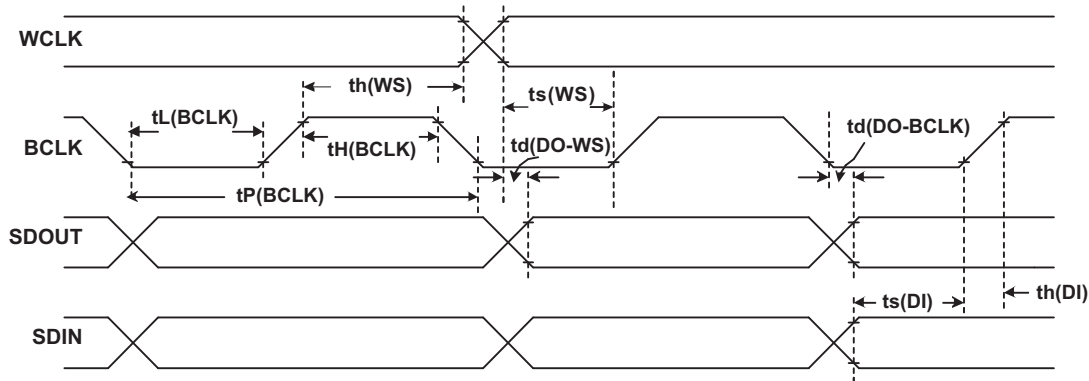 WCLK
th(WS)
ts(WS)
tL(BCLK)
td(DO-BCLK)
BCLK
tH(BCLK)
td(DO-WS)
tP(BCLK)
SDOUT
ts(DI)
th(DI)
SDIN